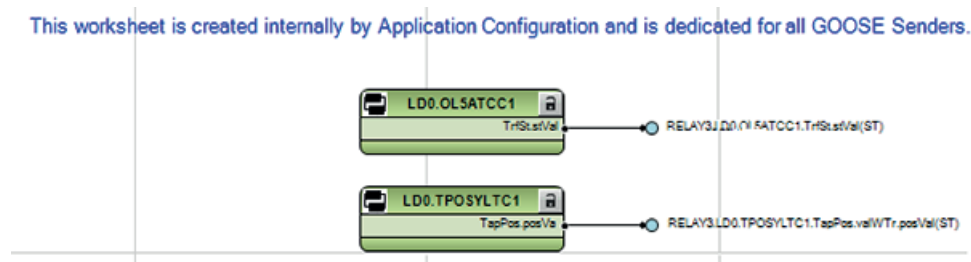 This worksheet is created internally by Application Configuration and is dedicated for all GOOSE Senders.
LD0.OL5ATCC1
TrfSt.stVal
RELAY3.LD0.OL5ATCC1.TrfSt.stVal(ST)
LD0.TPOSYLTC1
TapPos.posVa
RELAY3.LD0.TPOSYLTC1.TapPos.valWTr.posVal(ST)